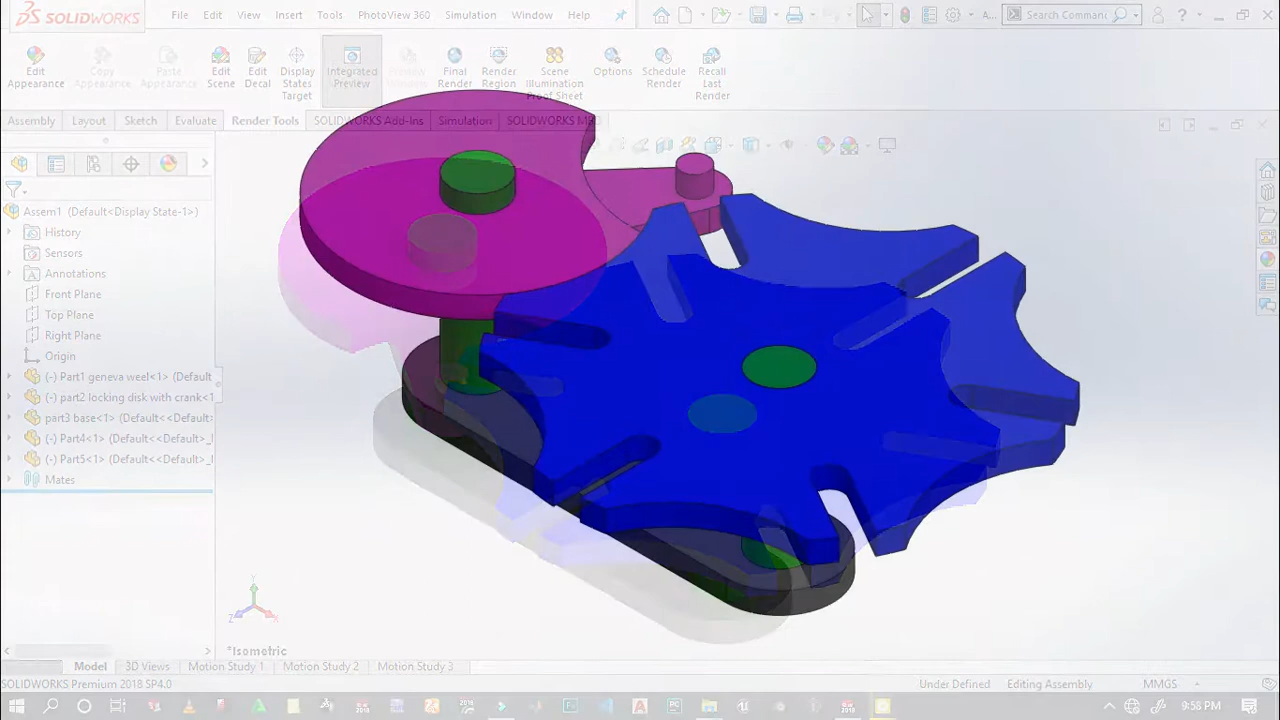 SOLIDWORKS File Edit View Insert Tools PhotoView 360 Simulation Window Help A... Search Comman
Edit Appearance
Copy Appearance
Paste Appearance
Edit Scene
Edit Decal
Display States Target
Integrated Preview
Preview Window
Final Render
Render Region
Scene Illumination Proof Sheet
Options
Schedule Render
Recall Last Render
Assembly Layout Sketch Evaluate Render Tools SOLIDWORKS Add-Ins Simulation SOLIDWORKS MBD
Assem1 (Default<Display State-1>)
History
Sensors
Annotations
Front Plane
Top Plane
Right Plane
Origin
(-) Part1 geneva weel<1> (Default
(-) part2 locking disk with crank<1
part3 base<1> (Default<<Default>
(-) Part4<1> (Default<<Default>_
(-) Part5<1> (Default<<Default>_
Mates
Y
Z X
*Isometric
Model 3D Views Motion Study 1 Motion Study 2 Motion Study 3
SOLIDWORKS Premium 2018 SP4.0 Under Defined Editing Assembly MMGS
9:58 PM